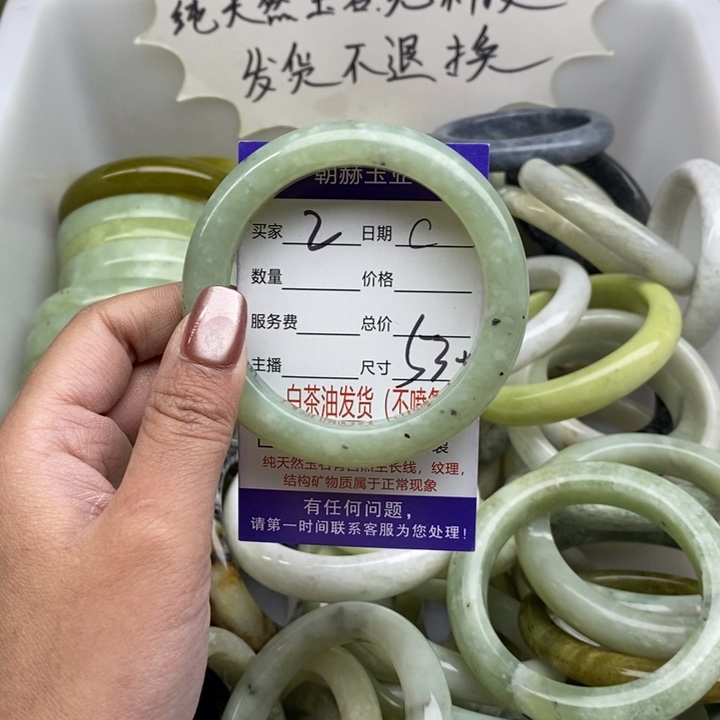 纯天然玉石
发货不退换
朝赫玉业
买家 2 日期 C
数量 价格
服务费 总价
主播 尺寸 53+
白茶油发货（不喷
纯天然玉石有自然生长线，纹理，
结构矿物质属于正常现象
有任何问题，
请第一时间联系客服为您处理！